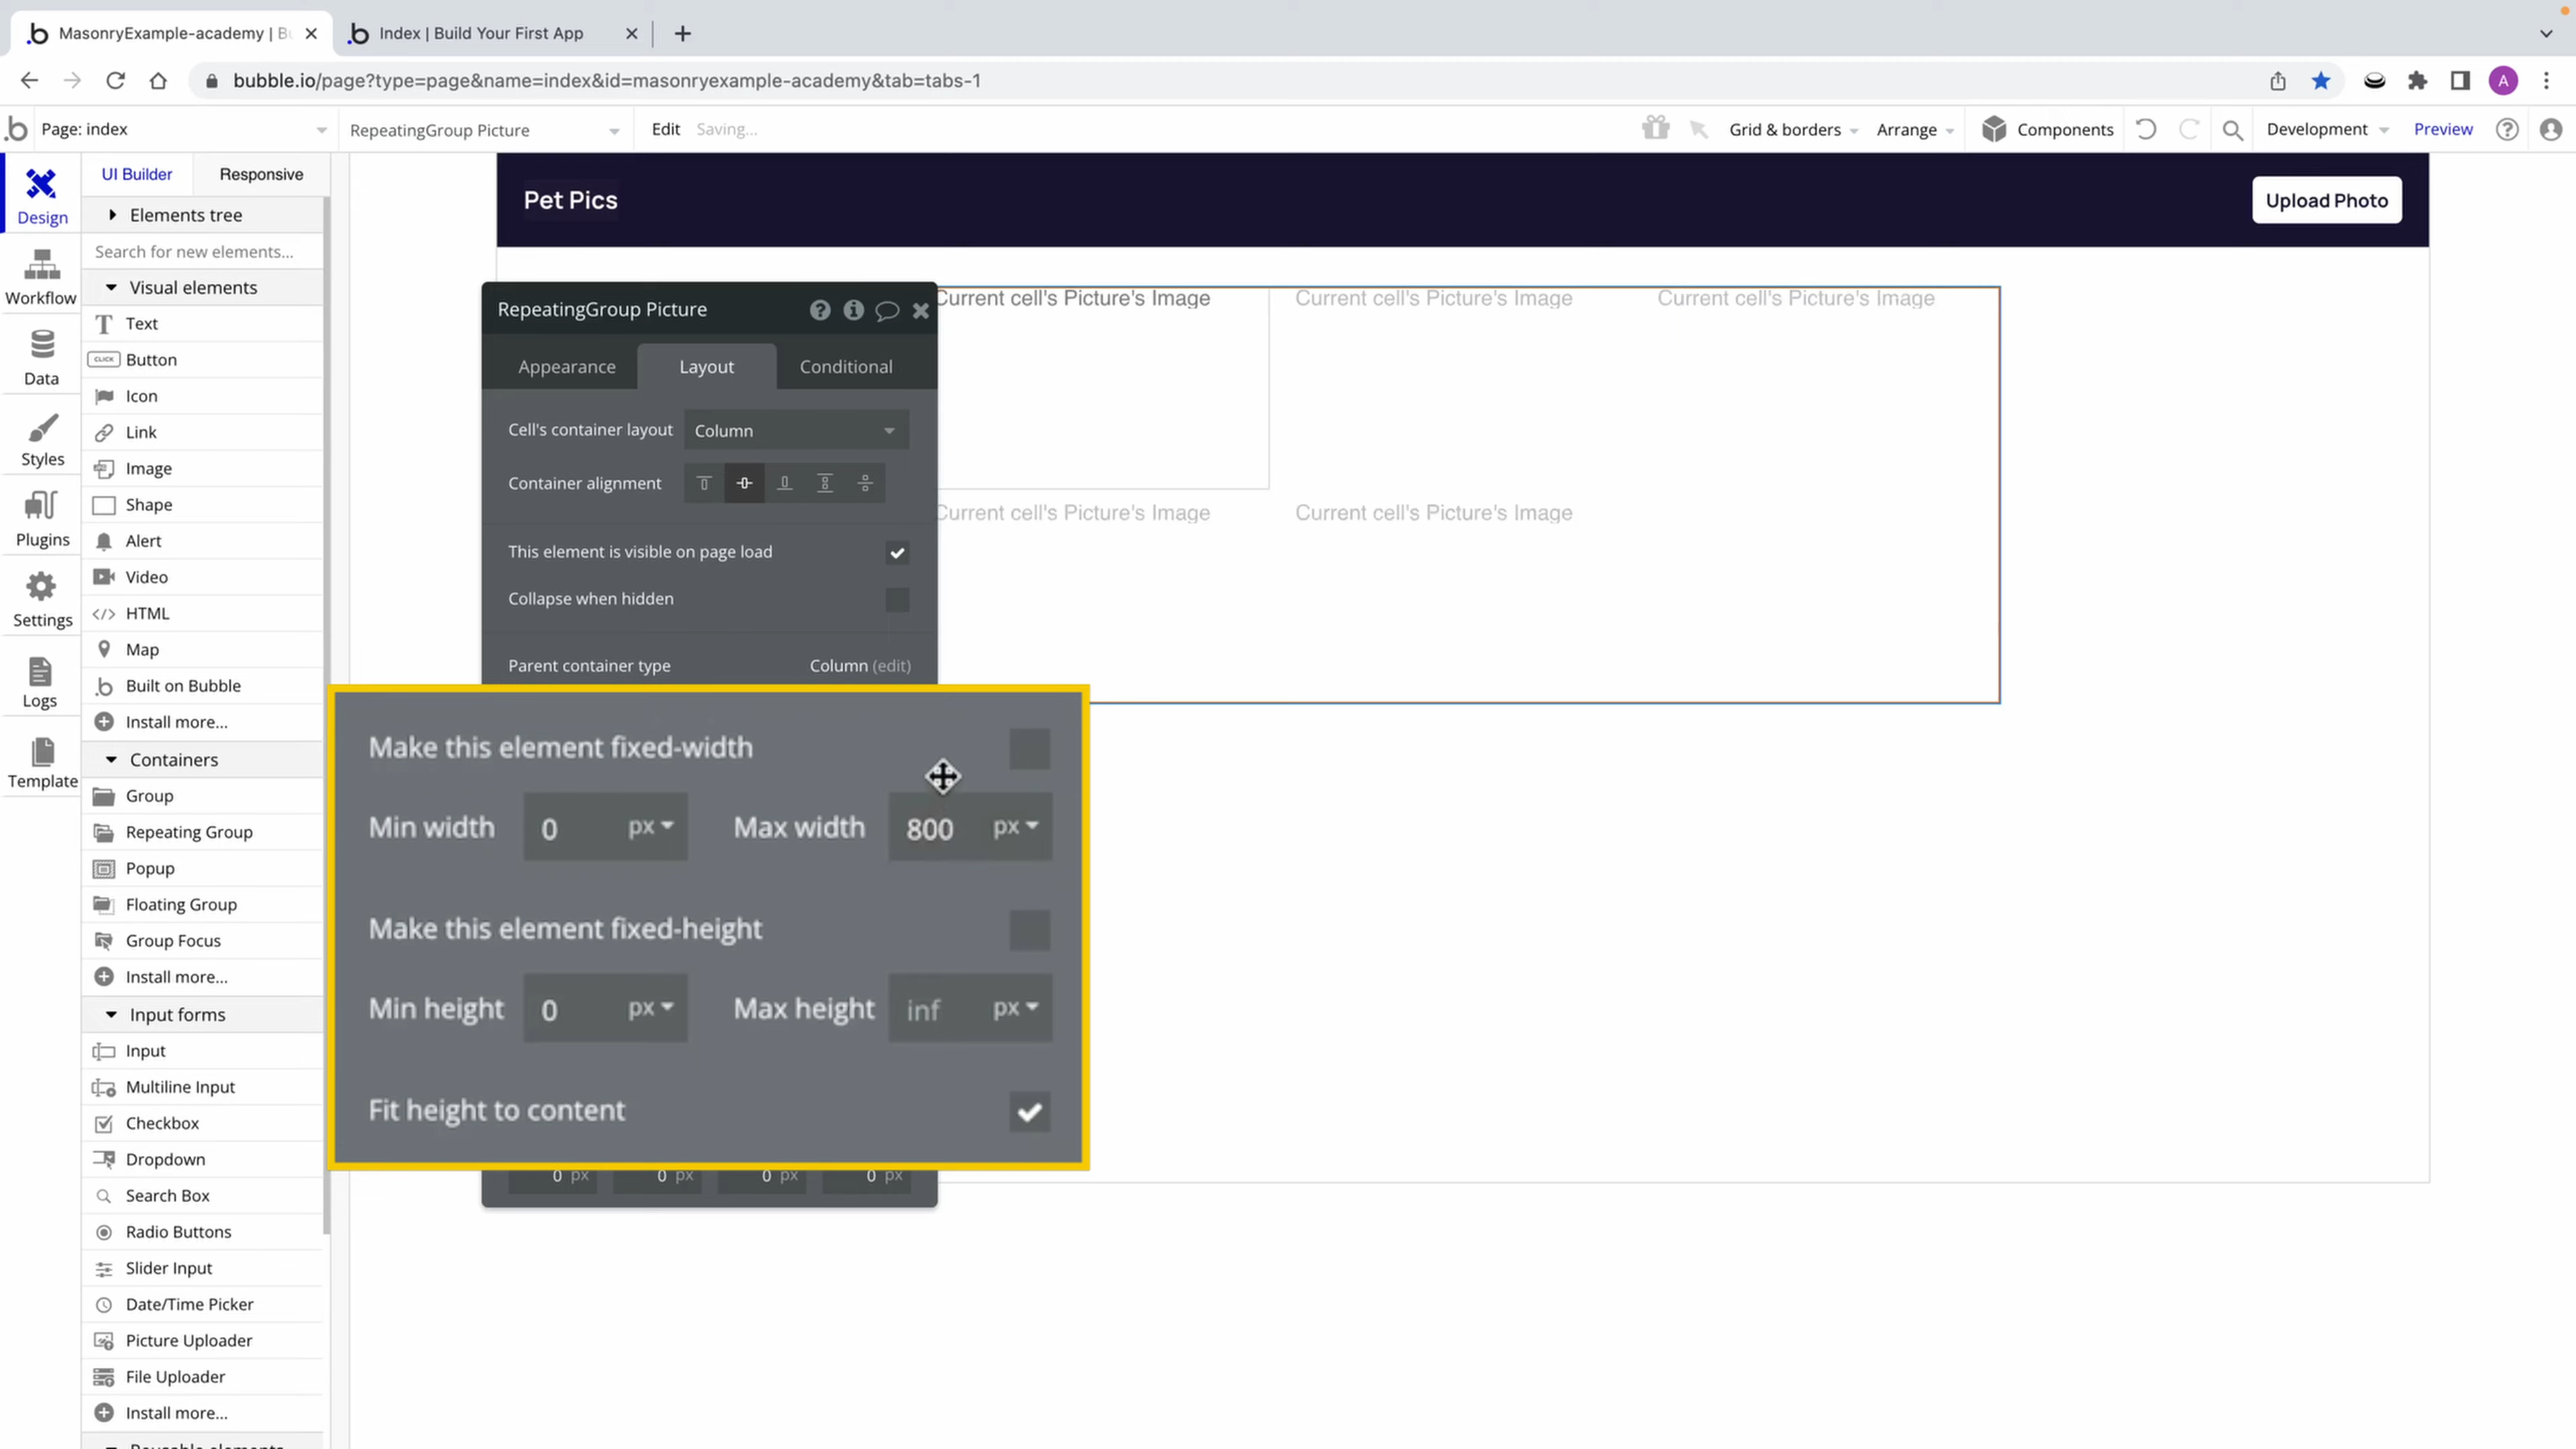 MasonryExample-academy | B
Index | Build Your First App
bubble.io/page?type=page&name=index&id=masonryexample-academy&tab=tabs-1
A
Page: index
RepeatingGroup Picture
Edit
Saving...
Grid & borders
Arrange
Components
Development
Preview
UI Builder
Responsive
Design
Workflow
Data
Styles
Plugins
Settings
Logs
Template
Elements tree
Search for new elements...
Visual elements
Text
CLICK
Button
Icon
Link
Image
Shape
Alert
Video
HTML
Map
Built on Bubble
Install more...
Containers
Group
Repeating Group
Popup
Floating Group
Group Focus
Install more...
Input forms
Input
Multiline Input
Checkbox
Dropdown
Search Box
Radio Buttons
Slider Input
Date/Time Picker
Picture Uploader
File Uploader
Install more...
Pet Pics
Upload Photo
Current cell's Picture's Image
Current cell's Picture's Image
Current cell's Picture's Image
Current cell's Picture's Image
Current cell's Picture's Image
RepeatingGroup Picture
Appearance
Layout
Conditional
Cell's container layout
Column
Container alignment
This element is visible on page load
Collapse when hidden
Parent container type
Column (edit)
Make this element fixed-width
Min width 0 px
Max width 800 px
Make this element fixed-height
Min height 0 px
Max height inf px
Fit height to content
0 px 0 px 0 px 0 px